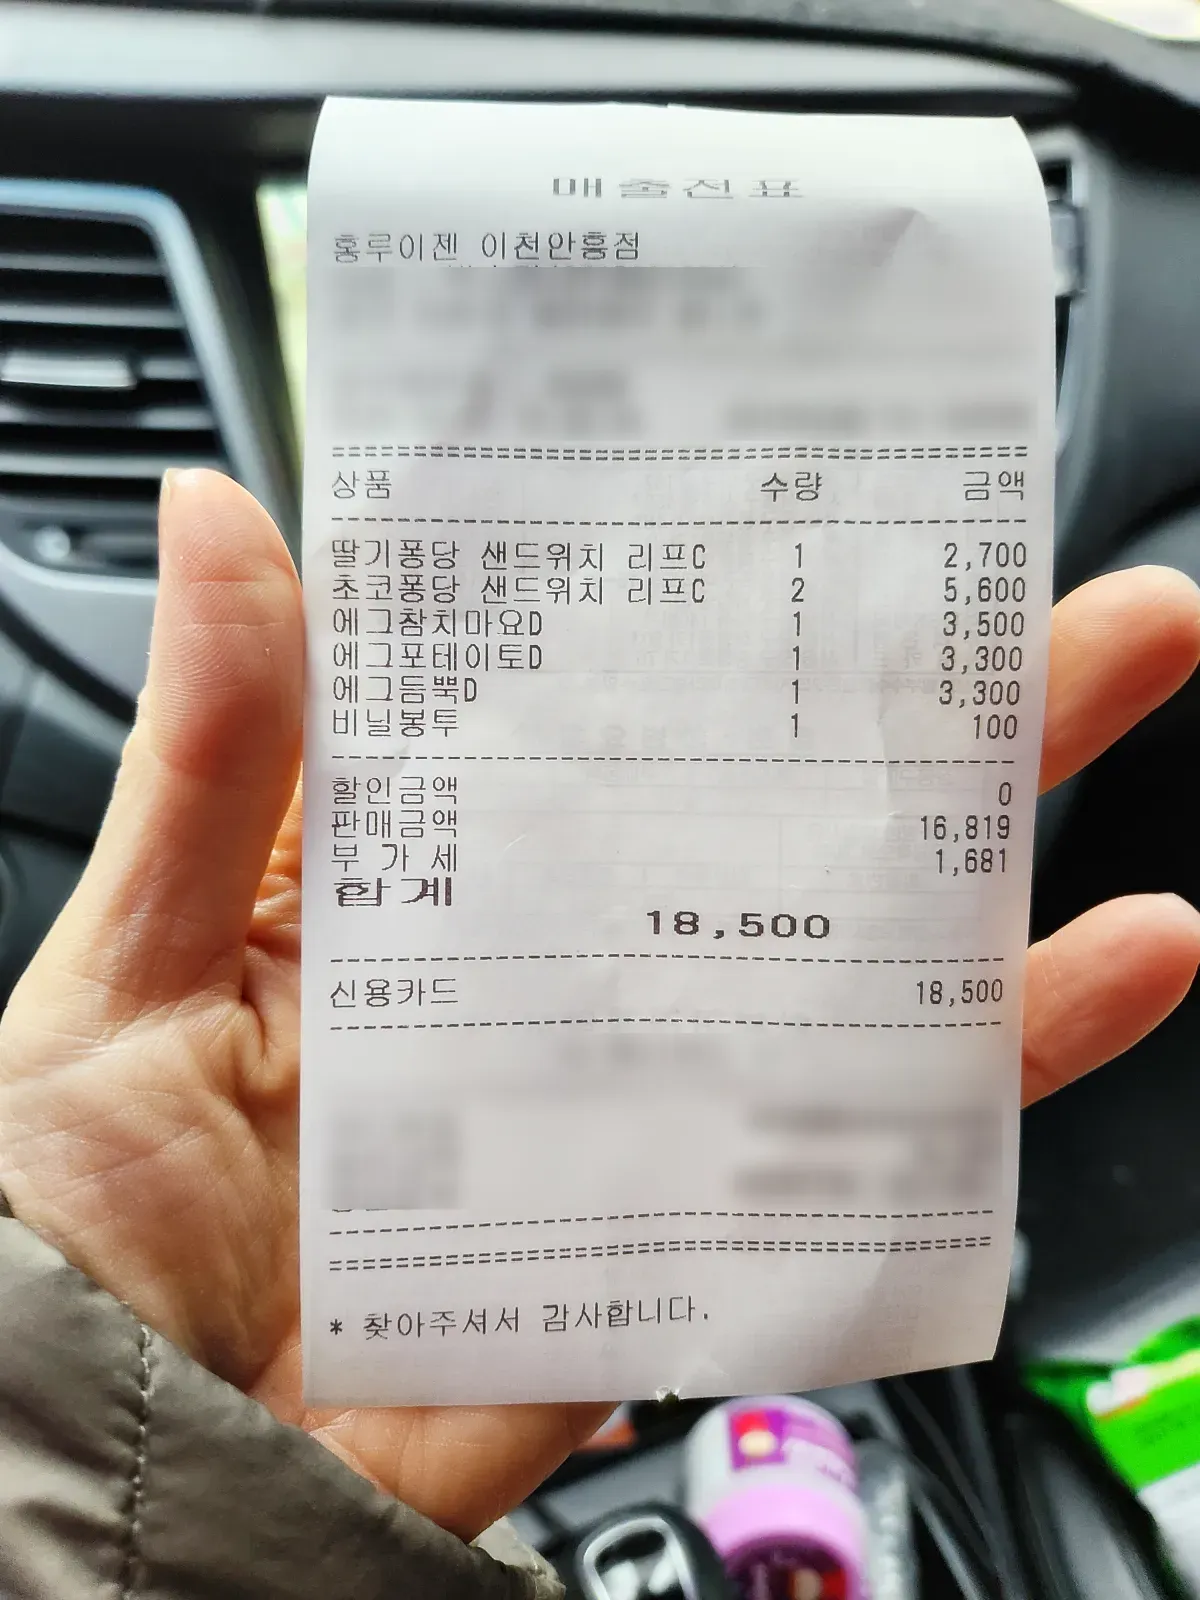 매출전표
홍루이젠 이천안흥점
상품 수량 금액
딸기퐁당 샌드위치 리프C 1 2,700
초코퐁당 샌드위치 리프C 2 5,600
에그참치마요D 1 3,500
에그포테이토D 1 3,300
에그듬뿍D 1 3,300
비닐봉투 1 100
할인금액 0
판매금액 16,819
부 가 세 1,681
합계
18,500
신용카드 18,500
* 찾아주셔서 감사합니다.